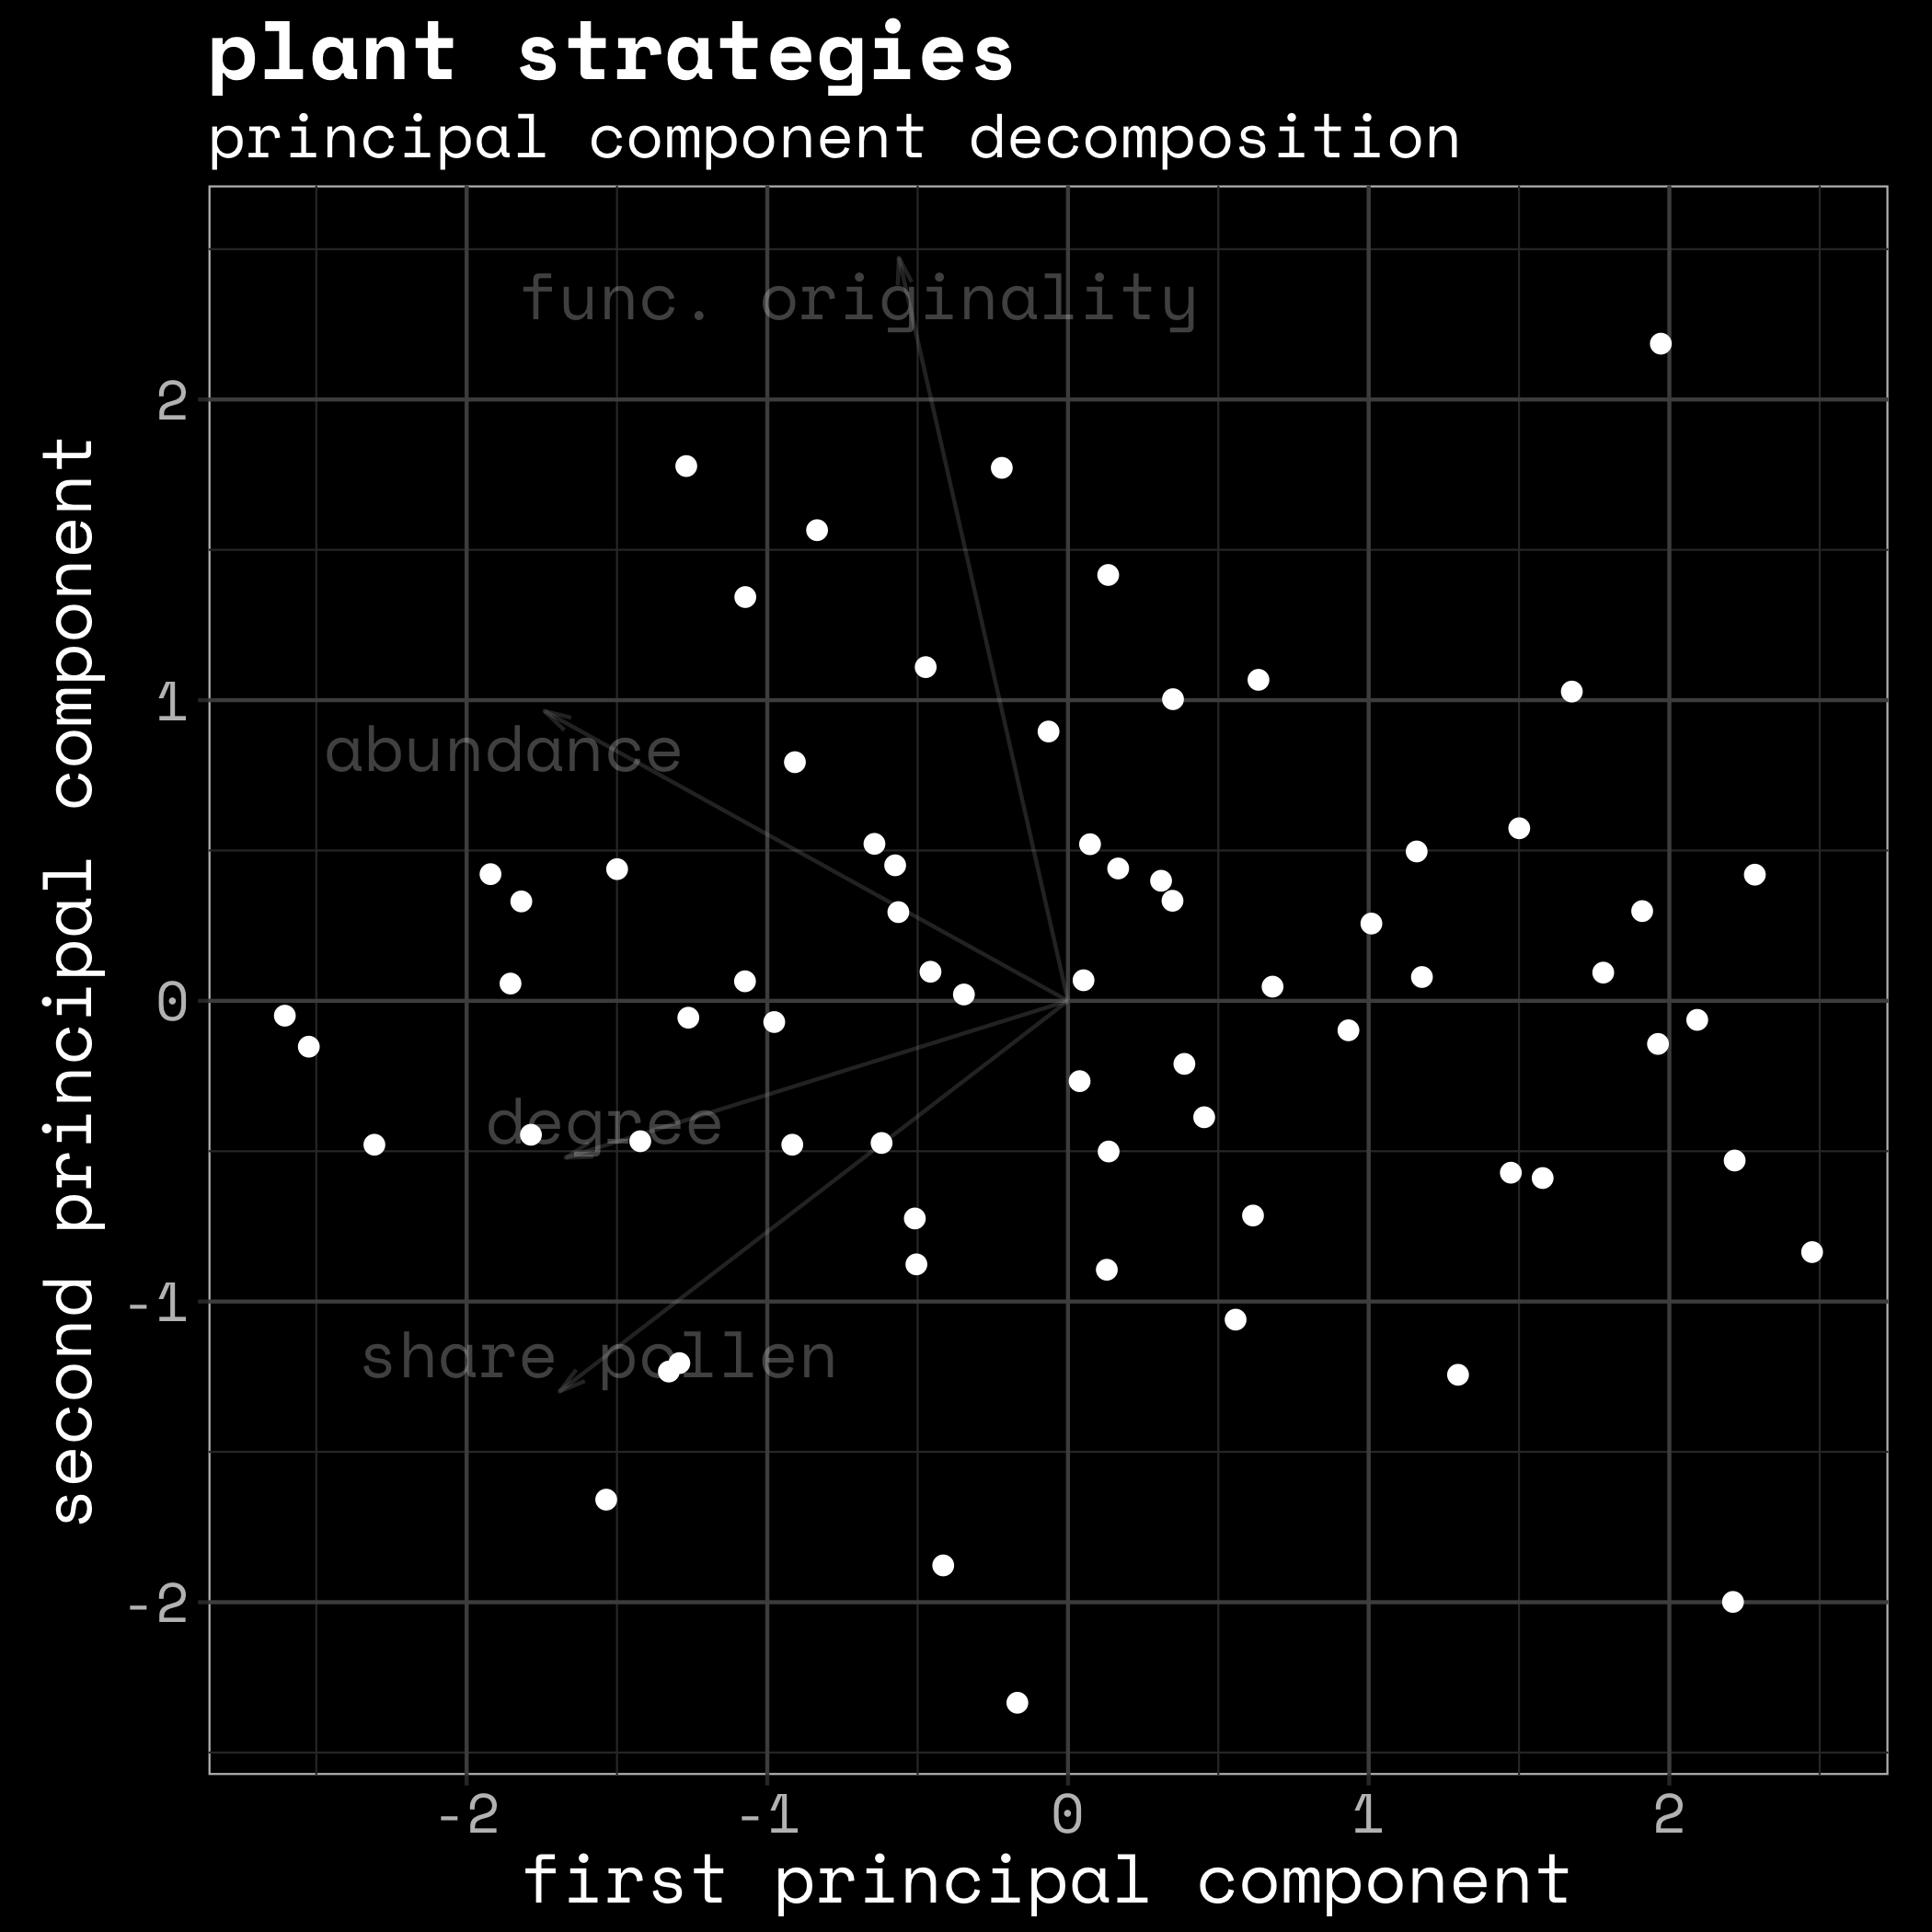 plant strategies
principal component decomposition
func. originality
abundance
degree
share pollen
second principal component
2
1
0
-1
-2
-2
-1
0
1
2
first principal component